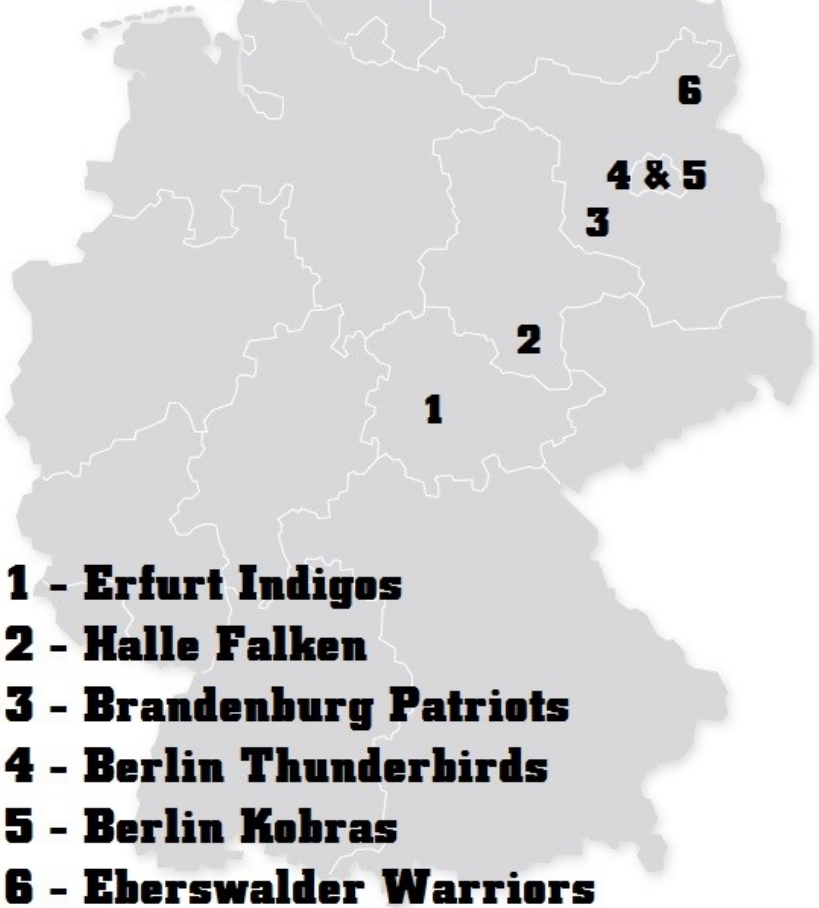 6
4 & 5
3
2
1
1 - Erfurt Indigos
2 - Halle Falken
3 - Brandenburg Patriots
4 - Berlin Thunderbirds
5 - Berlin Kobras
6 - Eberswalder Warriors